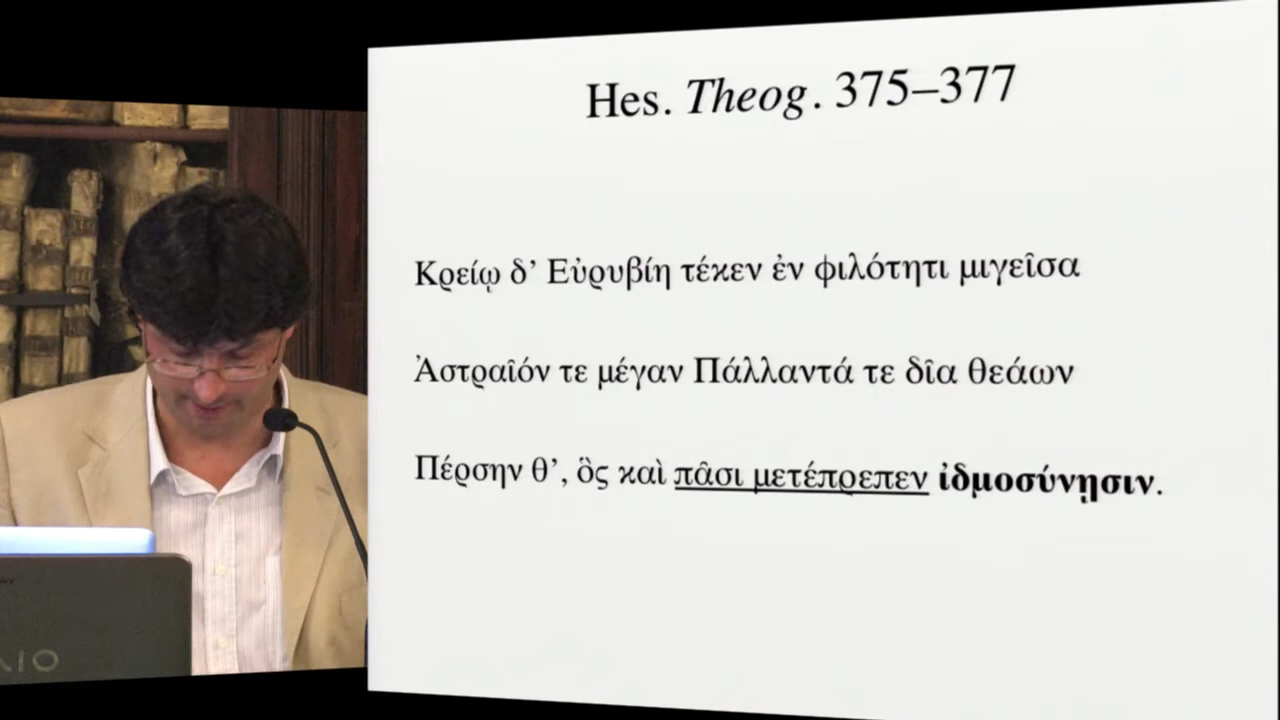 Hes. Theog. 375–377
Κρείῳ δ’ Εὐρυβίη τέκεν ἐν φιλότητι μιγεῖσα
Ἀστραῖόν τε μέγαν Πάλλαντά τε δῖα θεάων
Πέρσην θ’, ὃς καὶ πᾶσι μετέπρεπεν ἰδμοσύνῃσιν.